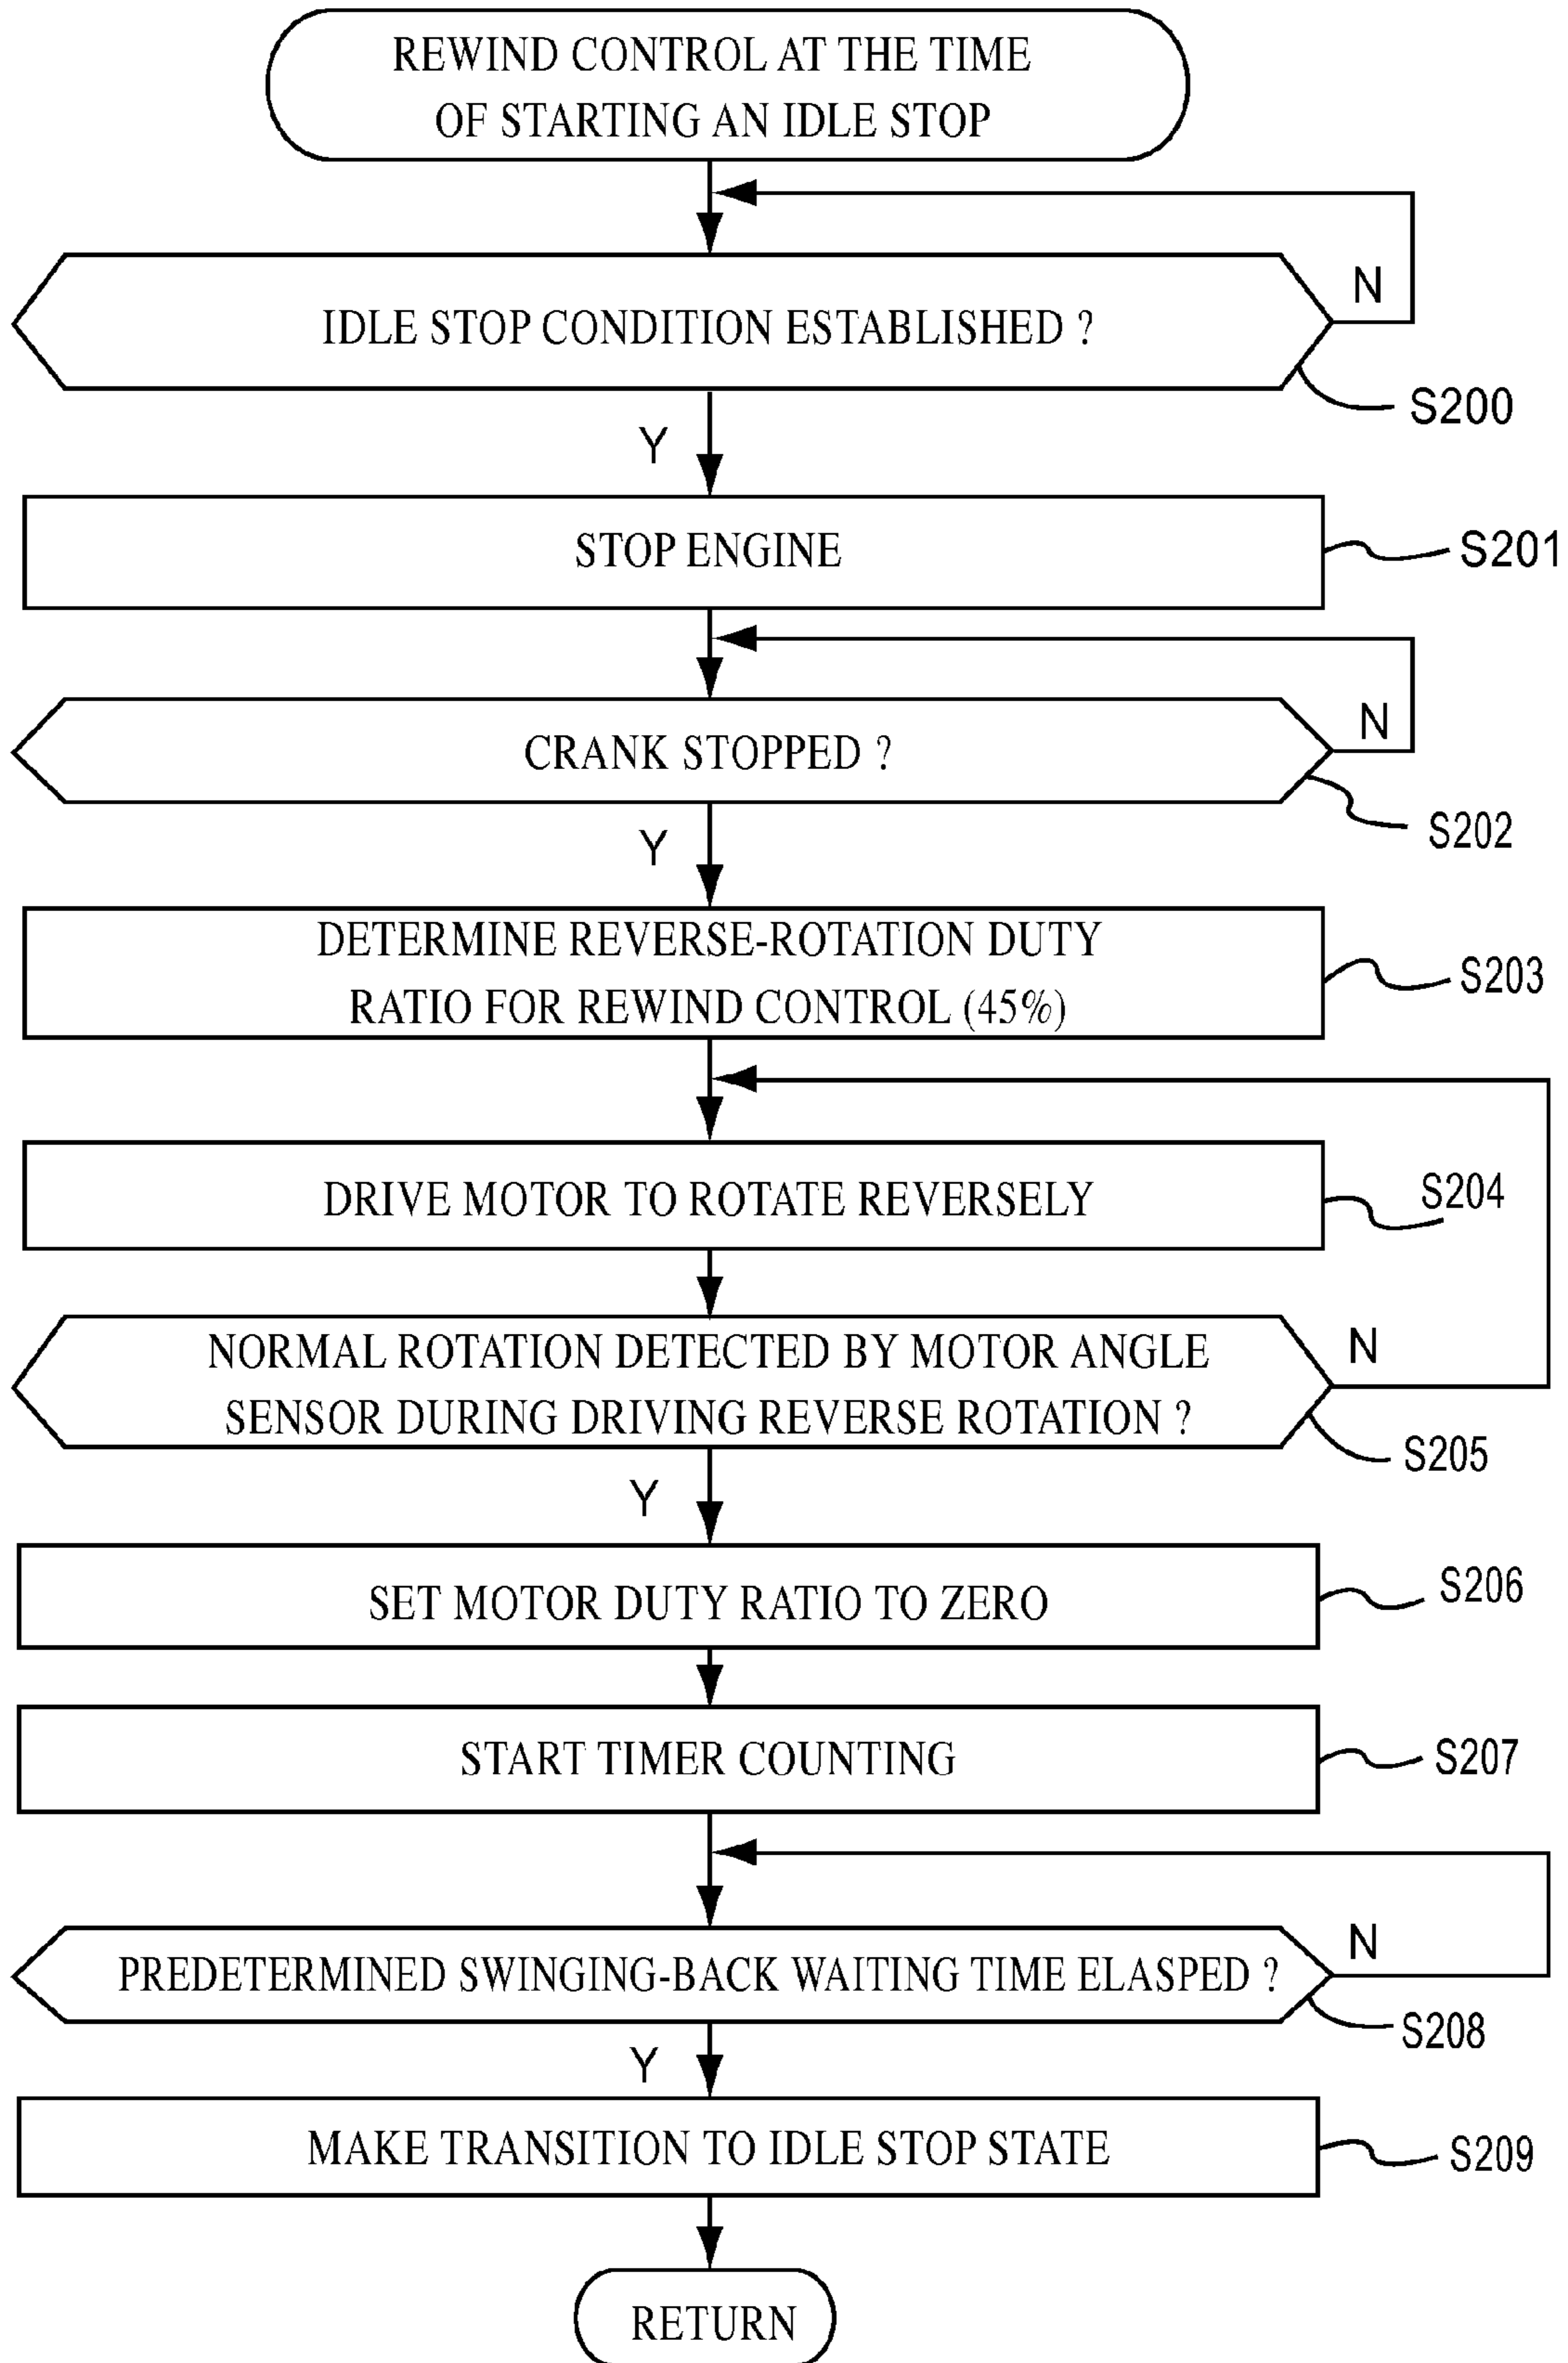 REWIND CONTROL AT THE TIME
OF STARTING AN IDLE STOP
N
IDLE STOP CONDITION ESTABLISHED ?
S200
Y
STOP ENGINE
S201
N
CRANK STOPPED ?
S202
Y
DETERMINE REVERSE-ROTATION DUTY
RATIO FOR REWIND CONTROL (45%)
S203
DRIVE MOTOR TO ROTATE REVERSELY
S204
NORMAL ROTATION DETECTED BY MOTOR ANGLE
SENSOR DURING DRIVING REVERSE ROTATION ?
N
S205
Y
SET MOTOR DUTY RATIO TO ZERO
S206
START TIMER COUNTING
S207
N
PREDETERMINED SWINGING-BACK WAITING TIME ELASPED ?
S208
Y
MAKE TRANSITION TO IDLE STOP STATE
S209
RETURN